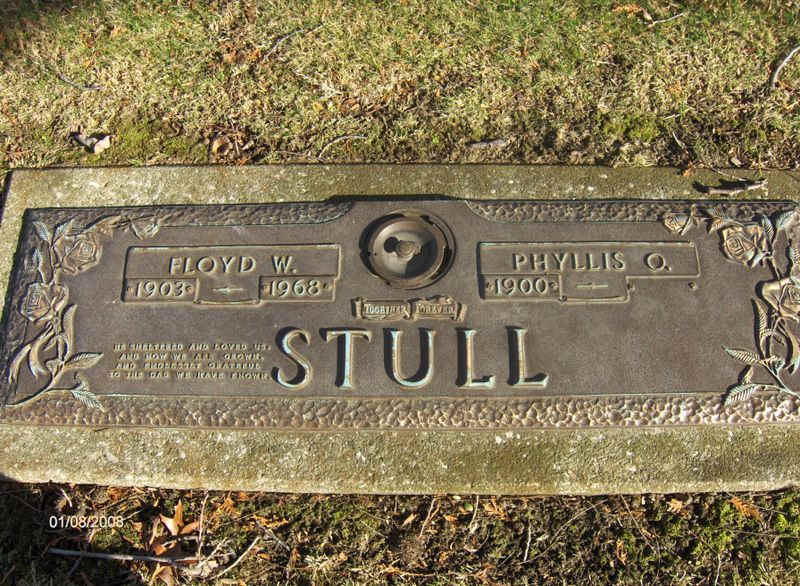 FLOYD W.
1903 - 1968
PHYLLIS O.
1900 -
TOGETHER FOREVER
STULL
HE SHELTERED AND LOVED US,
AND NOW WE ARE GROWN,
AND ENDLESSLY GRATEFUL
TO THE DAD WE HAVE KNOWN
01/08/2008